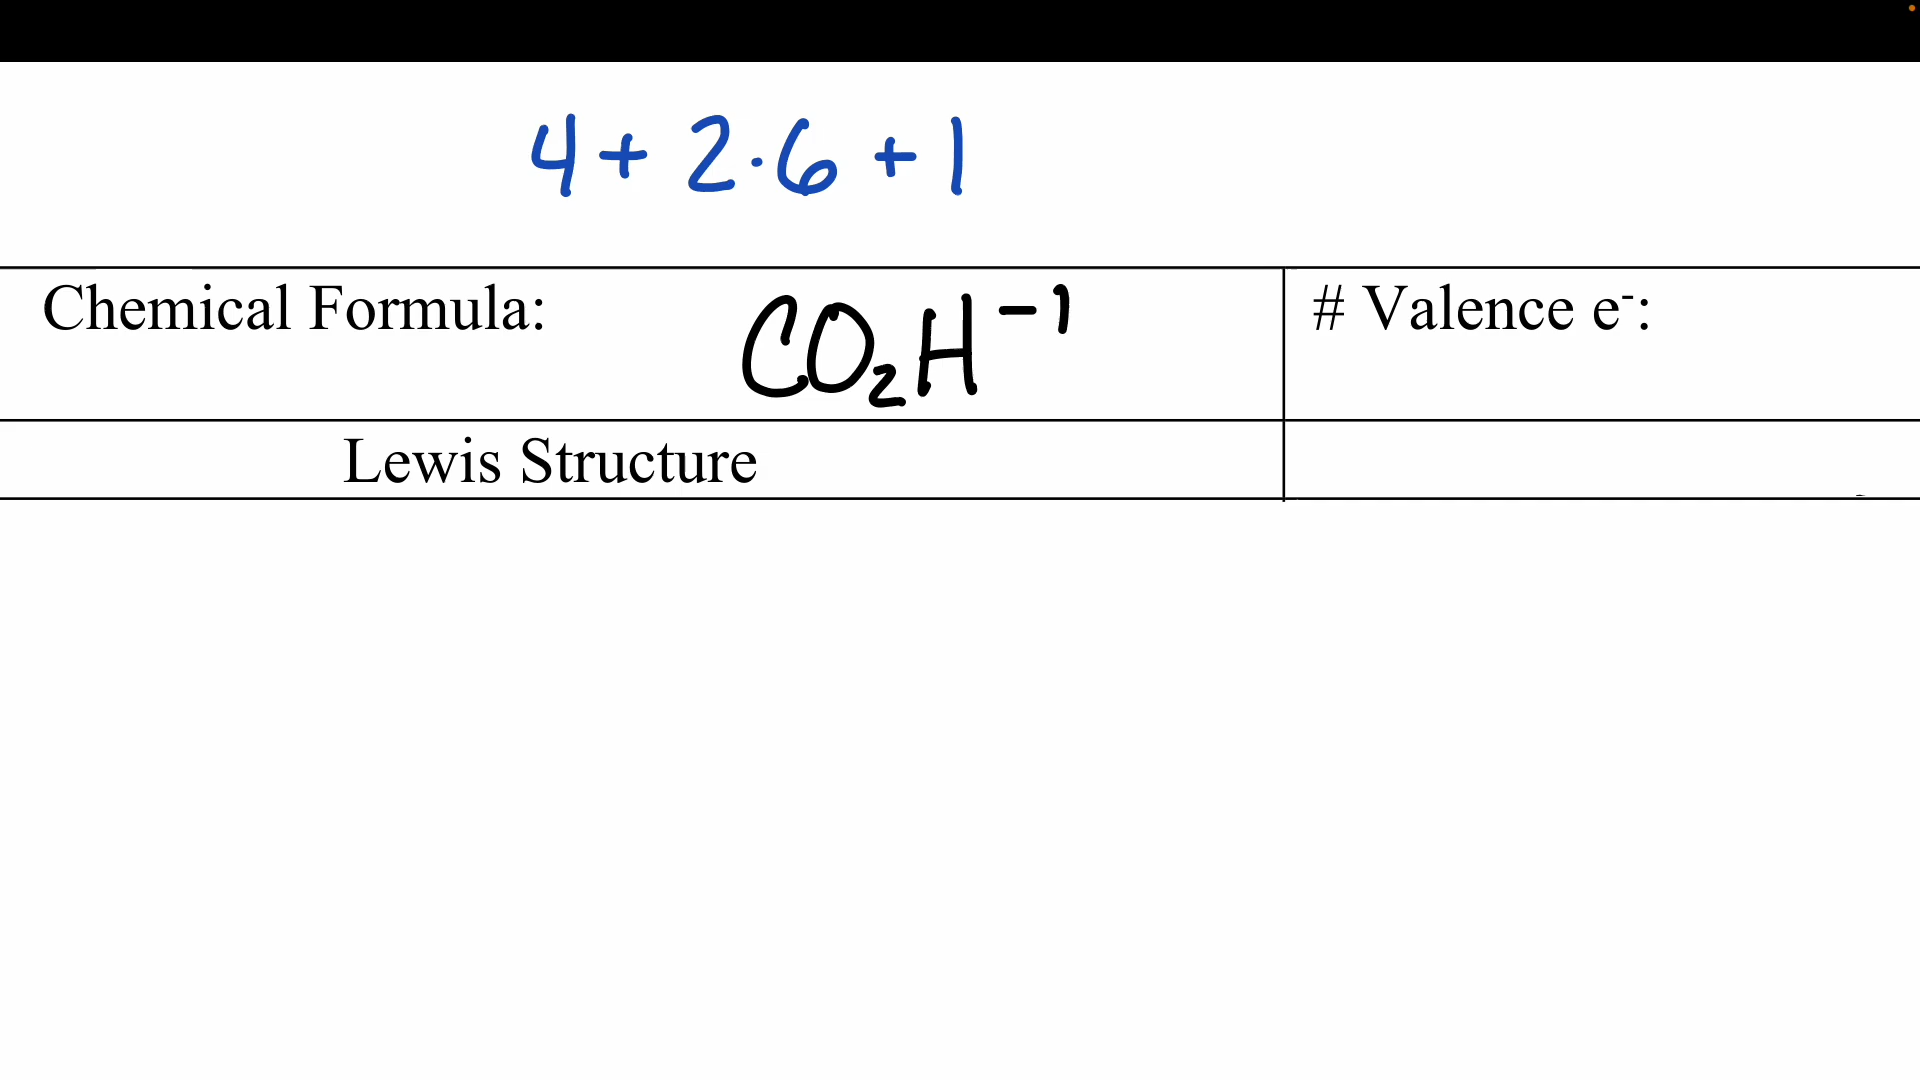 4 + 2·6 + 1
Chemical Formula: CO₂H⁻¹ # Valence e⁻:
Lewis Structure